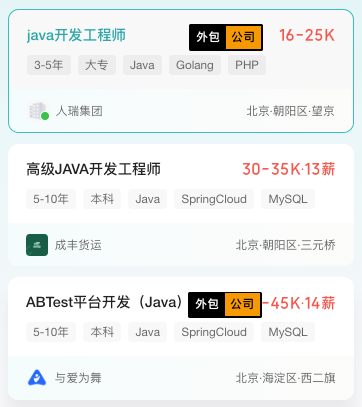 java开发工程师 外包 公司 16-25K
3-5年 大专 Java Golang PHP
人瑞集团 北京·朝阳区·望京
高级JAVA开发工程师 30-35K·13薪
5-10年 本科 Java SpringCloud MySQL
成丰货运 北京·朝阳区·三元桥
ABTest平台开发（Java） 外包 公司 -45K·14薪
5-10年 本科 Java SpringCloud MySQL
与爱为舞 北京·海淀区·西二旗